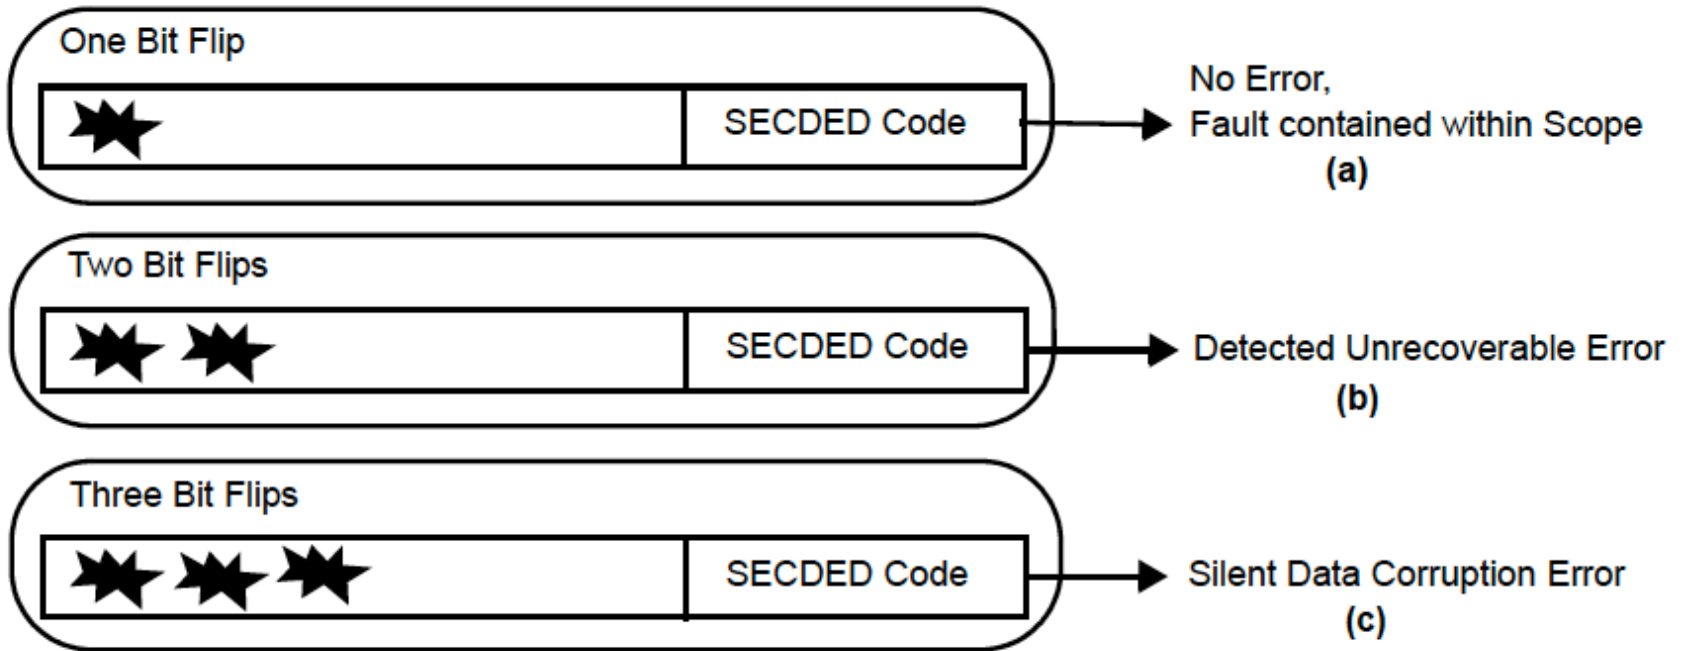 One Bit Flip
SECDED Code
No Error,
Fault contained within Scope
(a)
Two Bit Flips
SECDED Code
Detected Unrecoverable Error
(b)
Three Bit Flips
SECDED Code
Silent Data Corruption Error
(c)